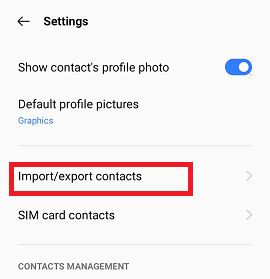 Settings
Show contact's profile photo
Default profile pictures
Graphics
Import/export contacts
SIM card contacts
CONTACTS MANAGEMENT